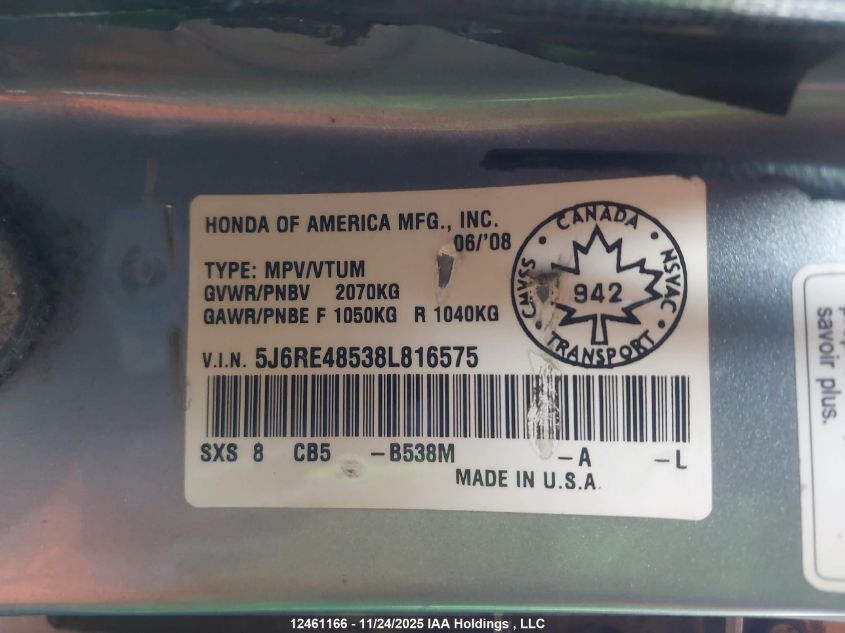 HONDA OF AMERICA MFG., INC.
06/'08
TYPE: MPV/VTUM
GVWR/PNBV 2070KG
GAWR/PNBE F 1050KG R 1040KG
CANADA
CMVSS NSVAC
942
TRANSPORT
V.I.N. 5J6RE48538L816575
SXS 8 CB5 -B538M -A -L
MADE IN U.S.A.
savoir plus.
12461166 - 11/24/2025 IAA Holdings , LLC